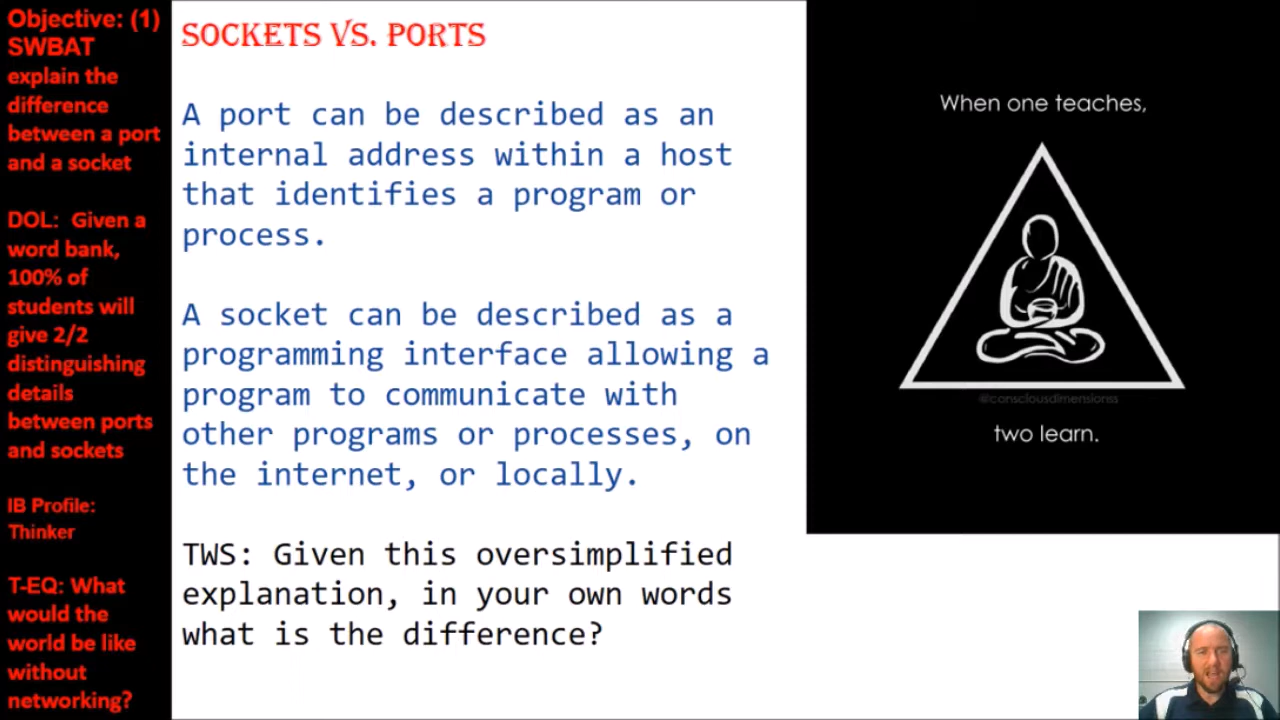 Objective: (1)
SWBAT
explain the
difference
between a port
and a socket
DOL: Given a
word bank,
100% of
students will
give 2/2
distinguishing
details
between ports
and sockets
IB Profile:
Thinker
T-EQ: What
would the
world be like
without
networking?
SOCKETS VS. PORTS
A port can be described as an
internal address within a host
that identifies a program or
process.
A socket can be described as a
programming interface allowing a
program to communicate with
other programs or processes, on
the internet, or locally.
TWS: Given this oversimplified
explanation, in your own words
what is the difference?
When one teaches,
@consciousdimensionss
two learn.